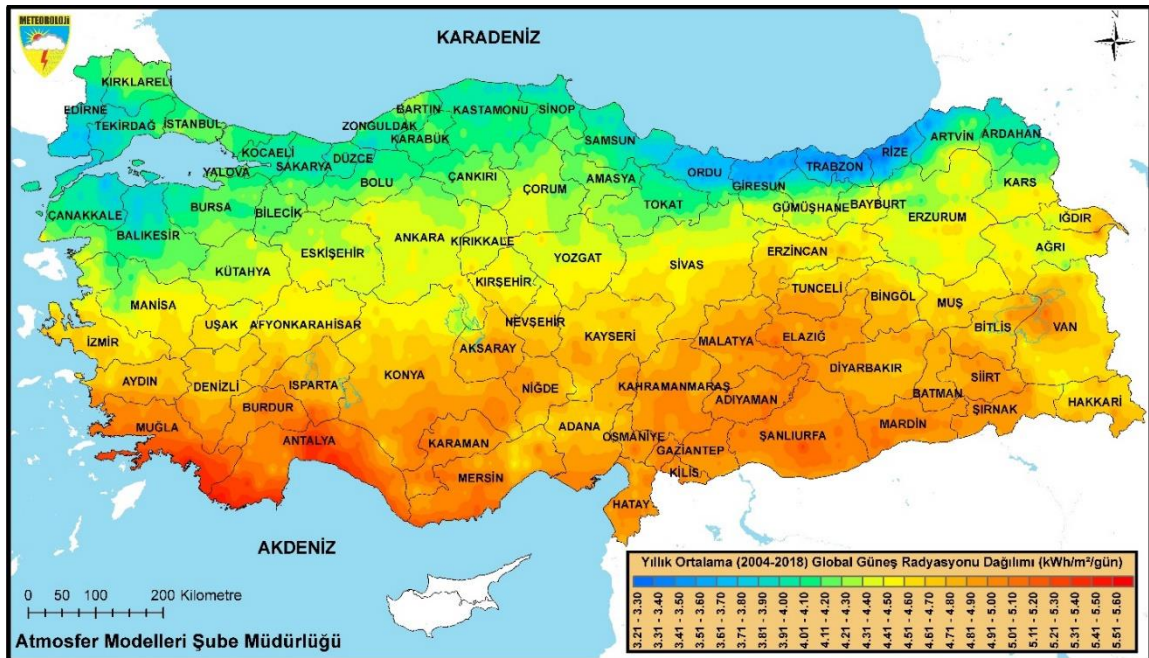 METEOROLOJİ
KARADENİZ
N
KIRKLARELİ
EDİRNE
TEKİRDAĞ
İSTANBUL
BARTIN
KASTAMONU
SİNOP
ZONGULDAK
KARABÜK
SAMSUN
ARTVİN
ARDAHAN
KOCAELİ
SAKARYA
DÜZCE
YALOVA
BOLU
ÇANKIRI
ÇORUM
AMASYA
ORDU
GİRESUN
TRABZON
RİZE
KARS
ÇANAKKALE
BURSA
BİLECİK
TOKAT
GÜMÜŞHANE
BAYBURT
ERZURUM
IĞDIR
BALIKESİR
ESKİŞEHİR
ANKARA
KIRIKKALE
YOZGAT
SİVAS
ERZİNCAN
AĞRI
KÜTAHYA
KIRŞEHİR
TUNCELİ
BİNGÖL
MUŞ
MANİSA
UŞAK
AFYONKARAHİSAR
NEVŞEHİR
KAYSERİ
MALATYA
ELAZIĞ
BİTLİS
VAN
İZMİR
AKSARAY
AYDIN
DENİZLİ
ISPARTA
KONYA
NİĞDE
KAHRAMANMARAŞ
ADIYAMAN
DİYARBAKIR
BATMAN
SİİRT
ŞIRNAK
HAKKARİ
BURDUR
MUĞLA
ANTALYA
KARAMAN
ADANA
OSMANİYE
GAZİANTEP
ŞANLIURFA
MARDİN
MERSİN
KİLİS
HATAY
AKDENİZ
0 50 100 200 Kilometre
Atmosfer Modelleri Şube Müdürlüğü
Yıllık Ortalama (2004-2018) Global Güneş Radyasyonu Dağılımı (kWh/m²/gün)
3.21 - 3.30
3.31 - 3.40
3.41 - 3.50
3.51 - 3.60
3.61 - 3.70
3.71 - 3.80
3.81 - 3.90
3.91 - 4.00
4.01 - 4.10
4.11 - 4.20
4.21 - 4.30
4.31 - 4.40
4.41 - 4.50
4.51 - 4.60
4.61 - 4.70
4.71 - 4.80
4.81 - 4.90
4.91 - 5.00
5.01 - 5.10
5.11 - 5.20
5.21 - 5.30
5.31 - 5.40
5.41 - 5.50
5.51 - 5.60